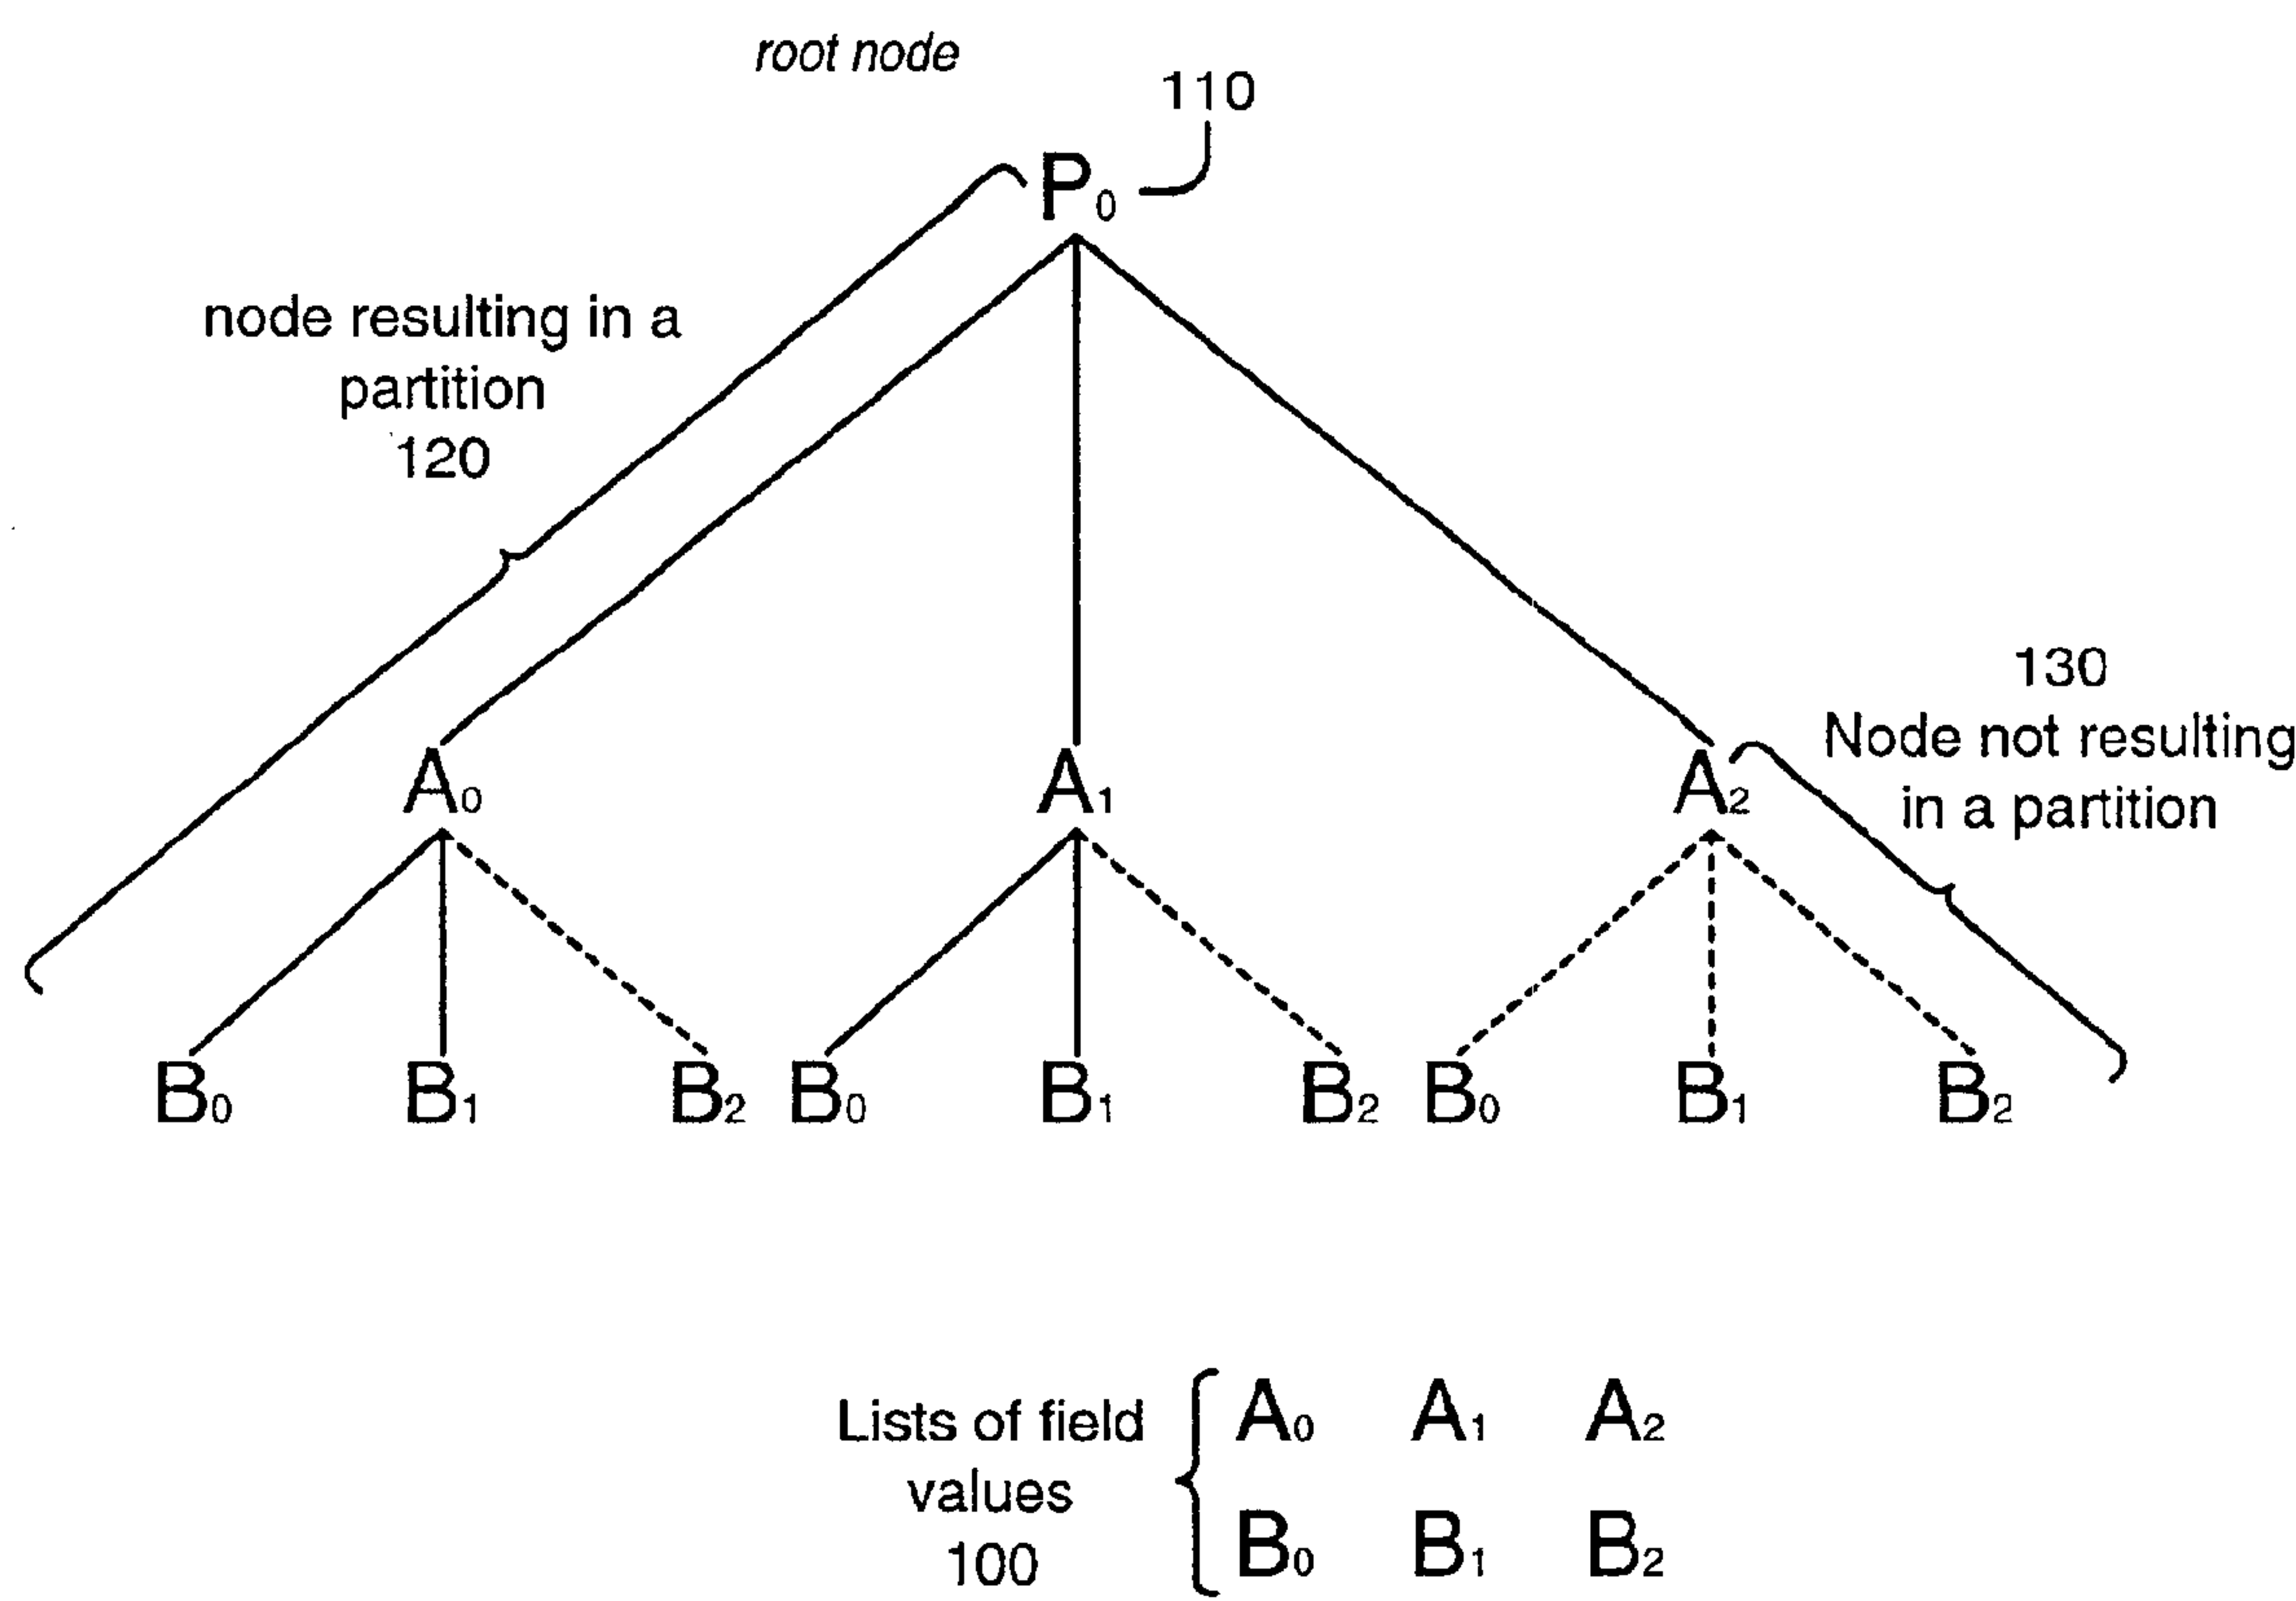 root node
110
P0
node resulting in a
partition
120
130
Node not resulting
in a partition
A0 A1 A2
B0 B1 B2 B0 B1 B2 B0 B1 B2
Lists of field
values
100
A0 A1 A2
B0 B1 B2